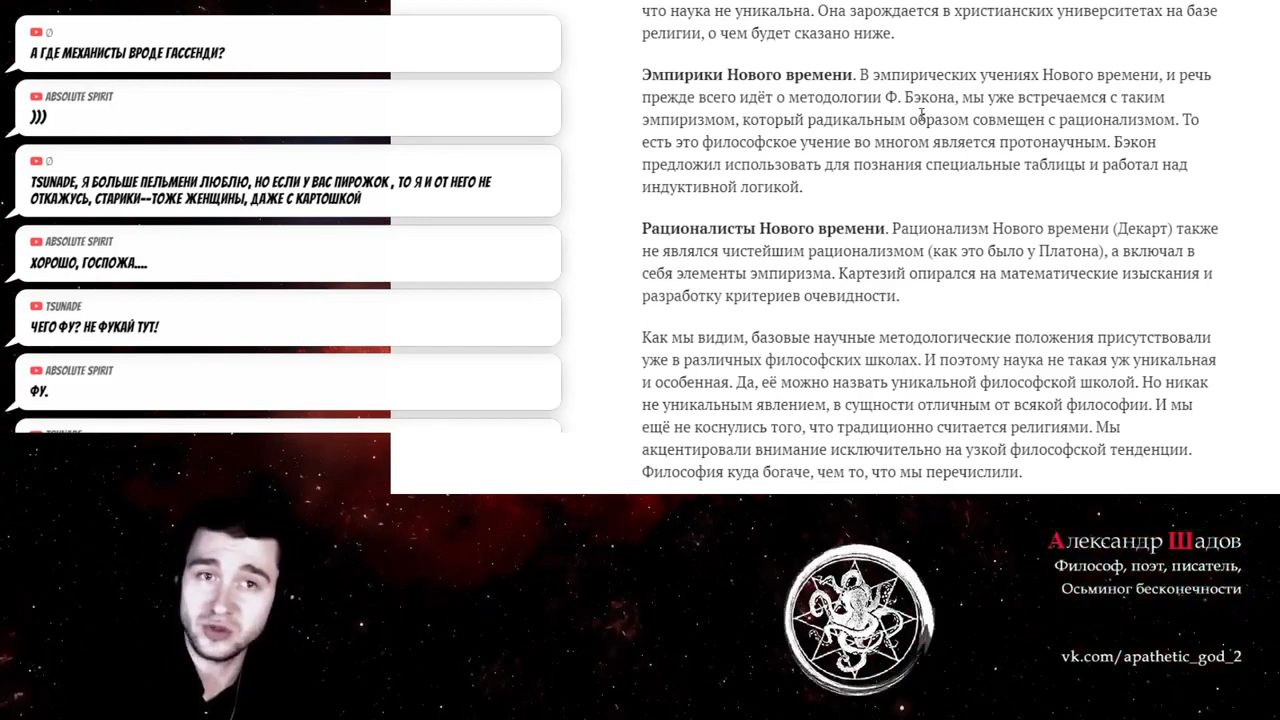 Ø
А ГДЕ МЕХАНИСТЫ ВРОДЕ ГАССЕНДИ?
ABSOLUTE SPIRIT
)))
Ø
TSUNADE, Я БОЛЬШЕ ПЕЛЬМЕНИ ЛЮБЛЮ, НО ЕСЛИ У ВАС ПИРОЖОК , ТО Я И ОТ НЕГО НЕ
ОТКАЖУСЬ, СТАРИКИ--ТОЖЕ ЖЕНЩИНЫ, ДАЖЕ С КАРТОШКОЙ
ABSOLUTE SPIRIT
ХОРОШО, ГОСПОЖА....
TSUNADE
ЧЕГО ФУ? НЕ ФУКАЙ ТУТ!
ABSOLUTE SPIRIT
ФУ.
TSUNADE
что наука не уникальна. Она зарождается в христианских университетах на базе
религии, о чем будет сказано ниже.
Эмпирики Нового времени. В эмпирических учениях Нового времени, и речь
прежде всего идёт о методологии Ф. Бэкона, мы уже встречаемся с таким
эмпиризмом, который радикальным образом совмещен с рационализмом. То
есть это философское учение во многом является протонаучным. Бэкон
предложил использовать для познания специальные таблицы и работал над
индуктивной логикой.
Рационалисты Нового времени. Рационализм Нового времени (Декарт) также
не являлся чистейшим рационализмом (как это было у Платона), а включал в
себя элементы эмпиризма. Картезий опирался на математические изыскания и
разработку критериев очевидности.
Как мы видим, базовые научные методологические положения присутствовали
уже в различных философских школах. И поэтому наука не такая уж уникальная
и особенная. Да, её можно назвать уникальной философской школой. Но никак
не уникальным явлением, в сущности отличным от всякой философии. И мы
ещё не коснулись того, что традиционно считается религиями. Мы
акцентировали внимание исключительно на узкой философской тенденции.
Философия куда богаче, чем то, что мы перечислили.
Александр Шадов
Философ, поэт, писатель,
Осьминог бесконечности
vk.com/apathetic_god_2